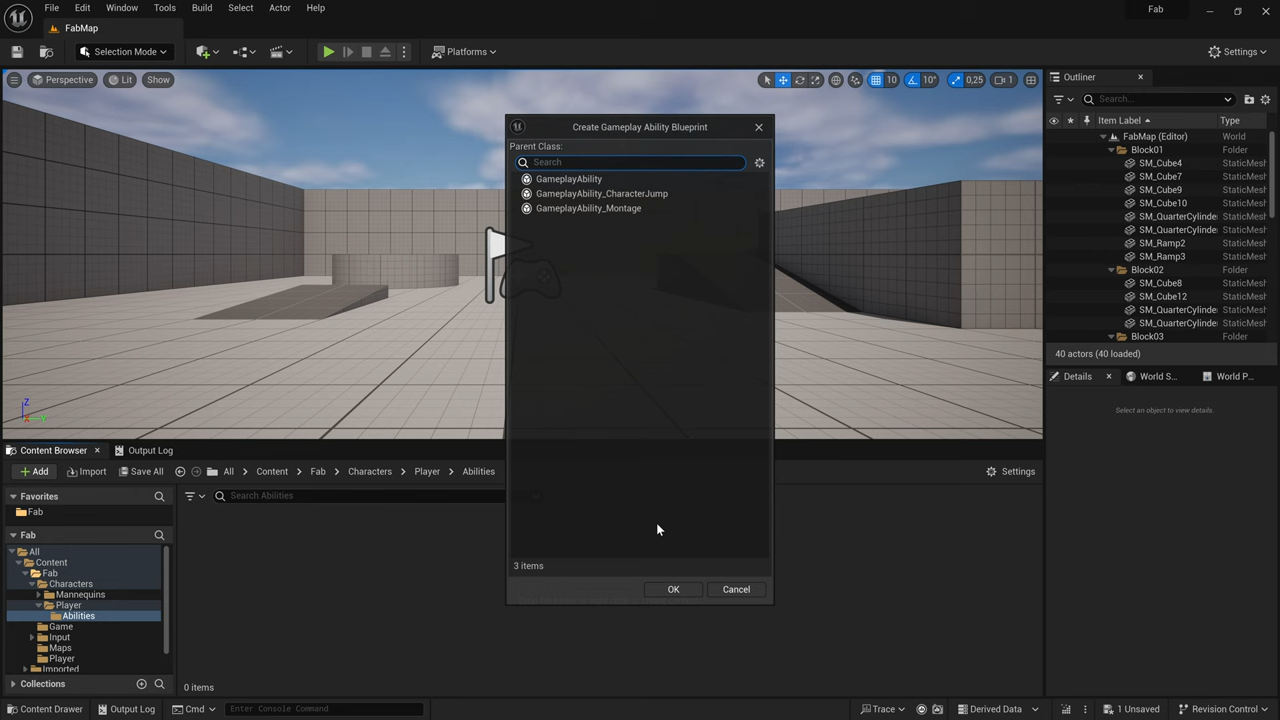 File Edit Window Tools Build Select Actor Help
Fab
FabMap
Selection Mode
Platforms
Settings
Perspective
Lit
Show
10
10°
0,25
1
Outliner
Search...
Item Label
Type
FabMap (Editor) World
Block01 Folder
SM_Cube4 StaticMesh
SM_Cube7 StaticMesh
SM_Cube9 StaticMesh
SM_Cube10 StaticMesh
SM_QuarterCylinder StaticMesh
SM_QuarterCylinder StaticMesh
SM_Ramp2 StaticMesh
SM_Ramp3 StaticMesh
Block02 Folder
SM_Cube8 StaticMesh
SM_Cube12 StaticMesh
SM_QuarterCylinder StaticMesh
SM_QuarterCylinder StaticMesh
Block03 Folder
40 actors (40 loaded)
Details
World S...
World P...
Select an object to view details.
Create Gameplay Ability Blueprint
Parent Class:
Search
GameplayAbility
GameplayAbility_CharacterJump
GameplayAbility_Montage
3 items
OK
Cancel
Z
X
Y
Content Browser
Output Log
Add
Import
Save All
All
Content
Fab
Characters
Player
Abilities
Settings
Favorites
Fab
Fab
All
Content
Fab
Characters
Mannequins
Player
Abilities
Game
Input
Maps
Player
Imported
Collections
Search Abilities
0 items
Content Drawer
Output Log
Cmd
Enter Console Command
Trace
Derived Data
1 Unsaved
Revision Control